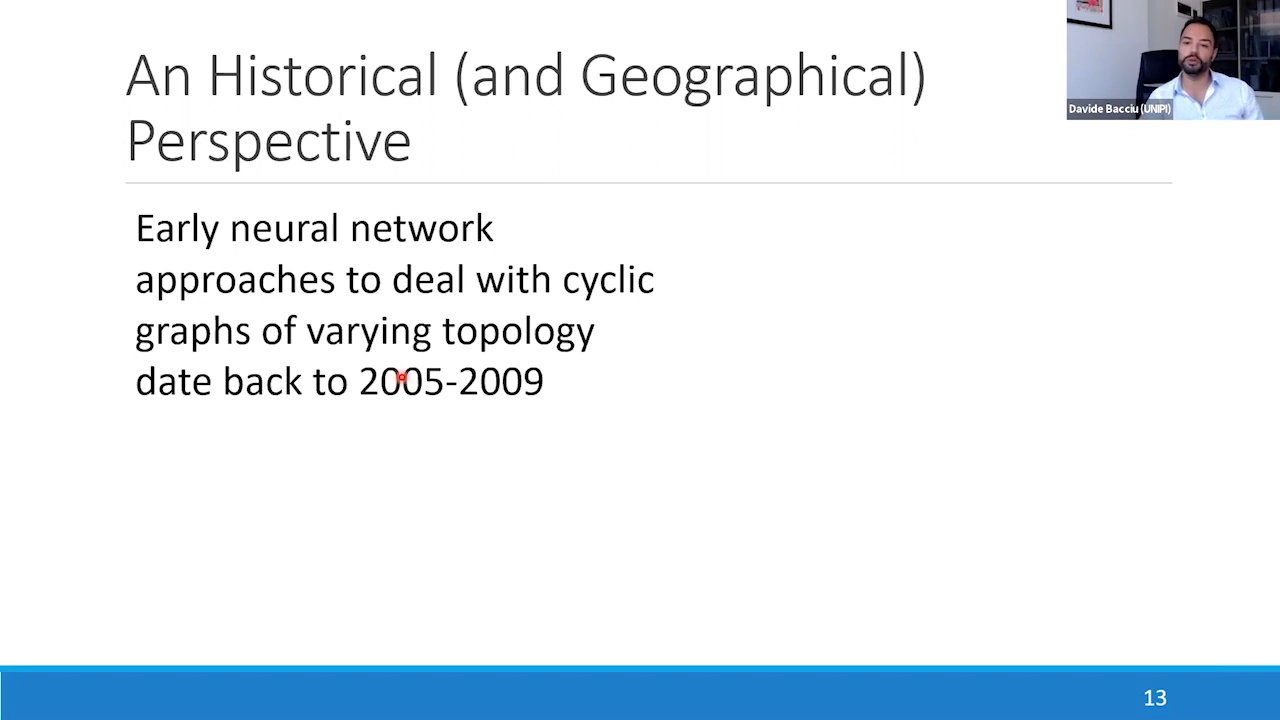 An Historical (and Geographical)
Perspective
Davide Bacciu (UNIPI)
Early neural network
approaches to deal with cyclic
graphs of varying topology
date back to 2005-2009
13